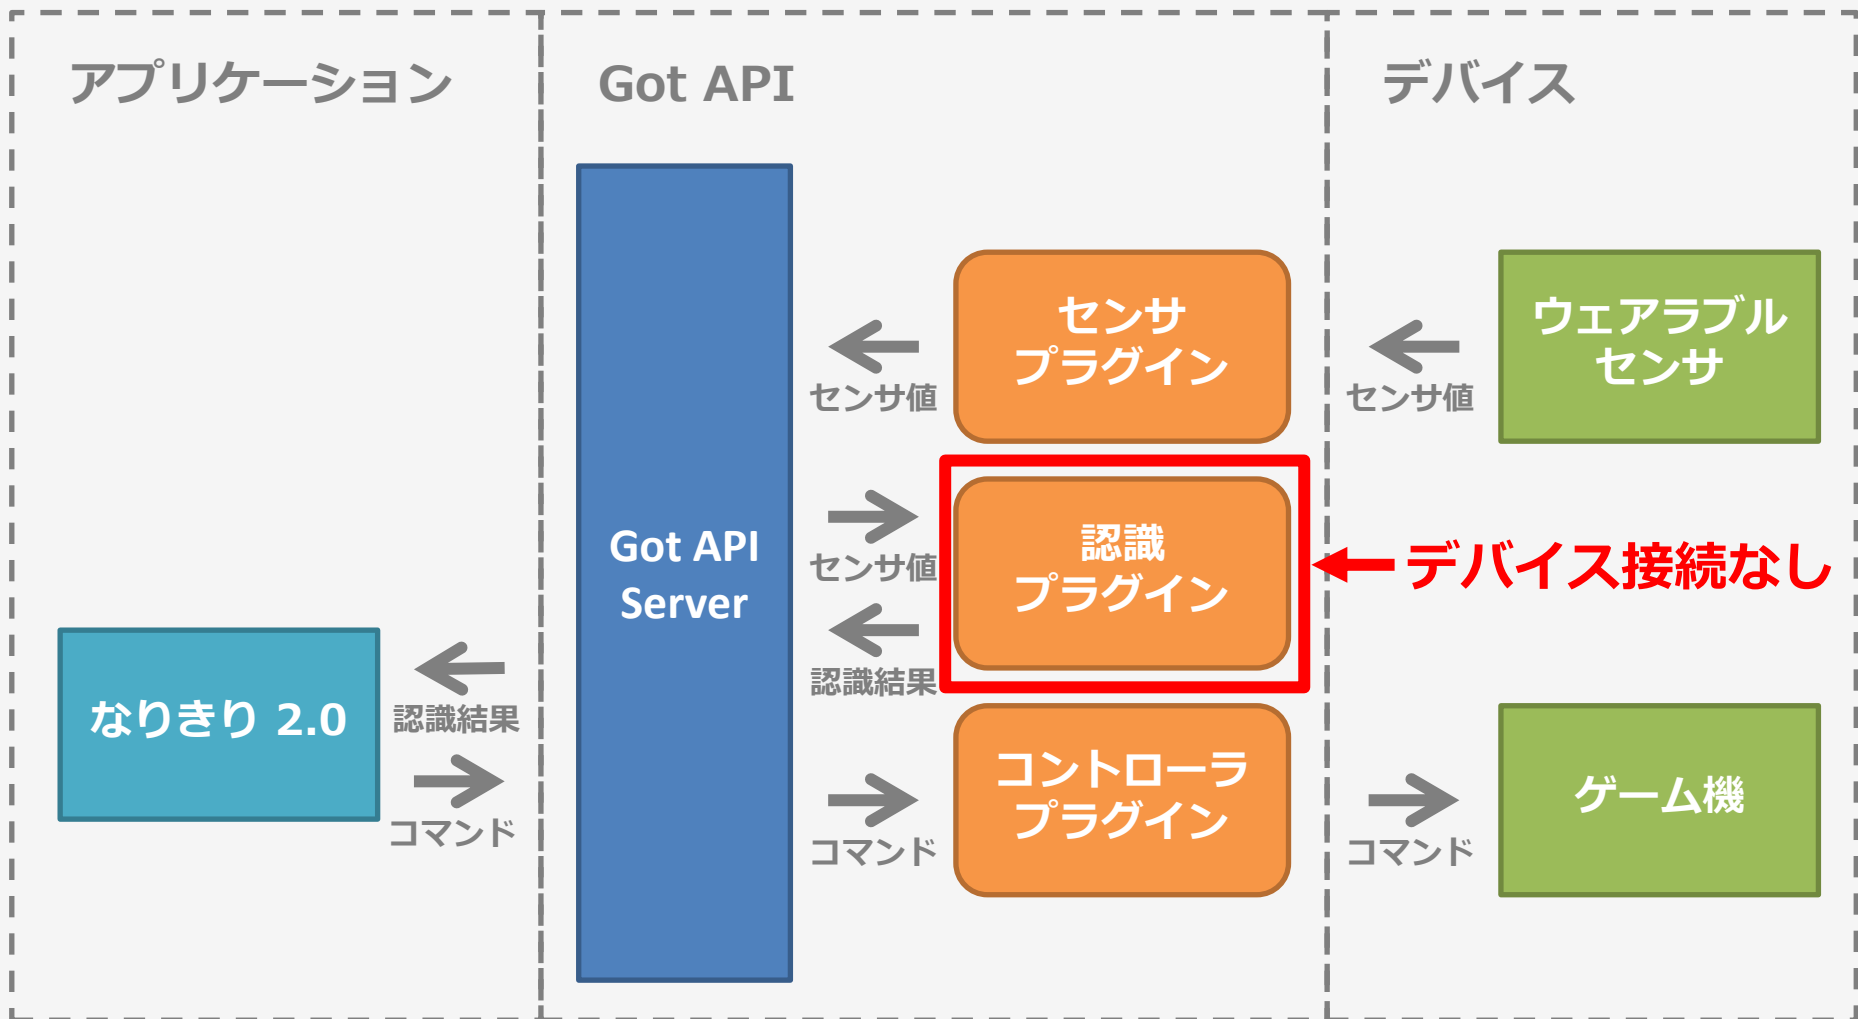 アプリケーション
Got API
デバイス
センサ
プラグイン
ウェアラブル
センサ
センサ値
センサ値
Got API
Server
認識
プラグイン
センサ値
デバイス接続なし
認識結果
なりきり 2.0
認識結果
コマンド
コントローラ
プラグイン
ゲーム機
コマンド
コマンド